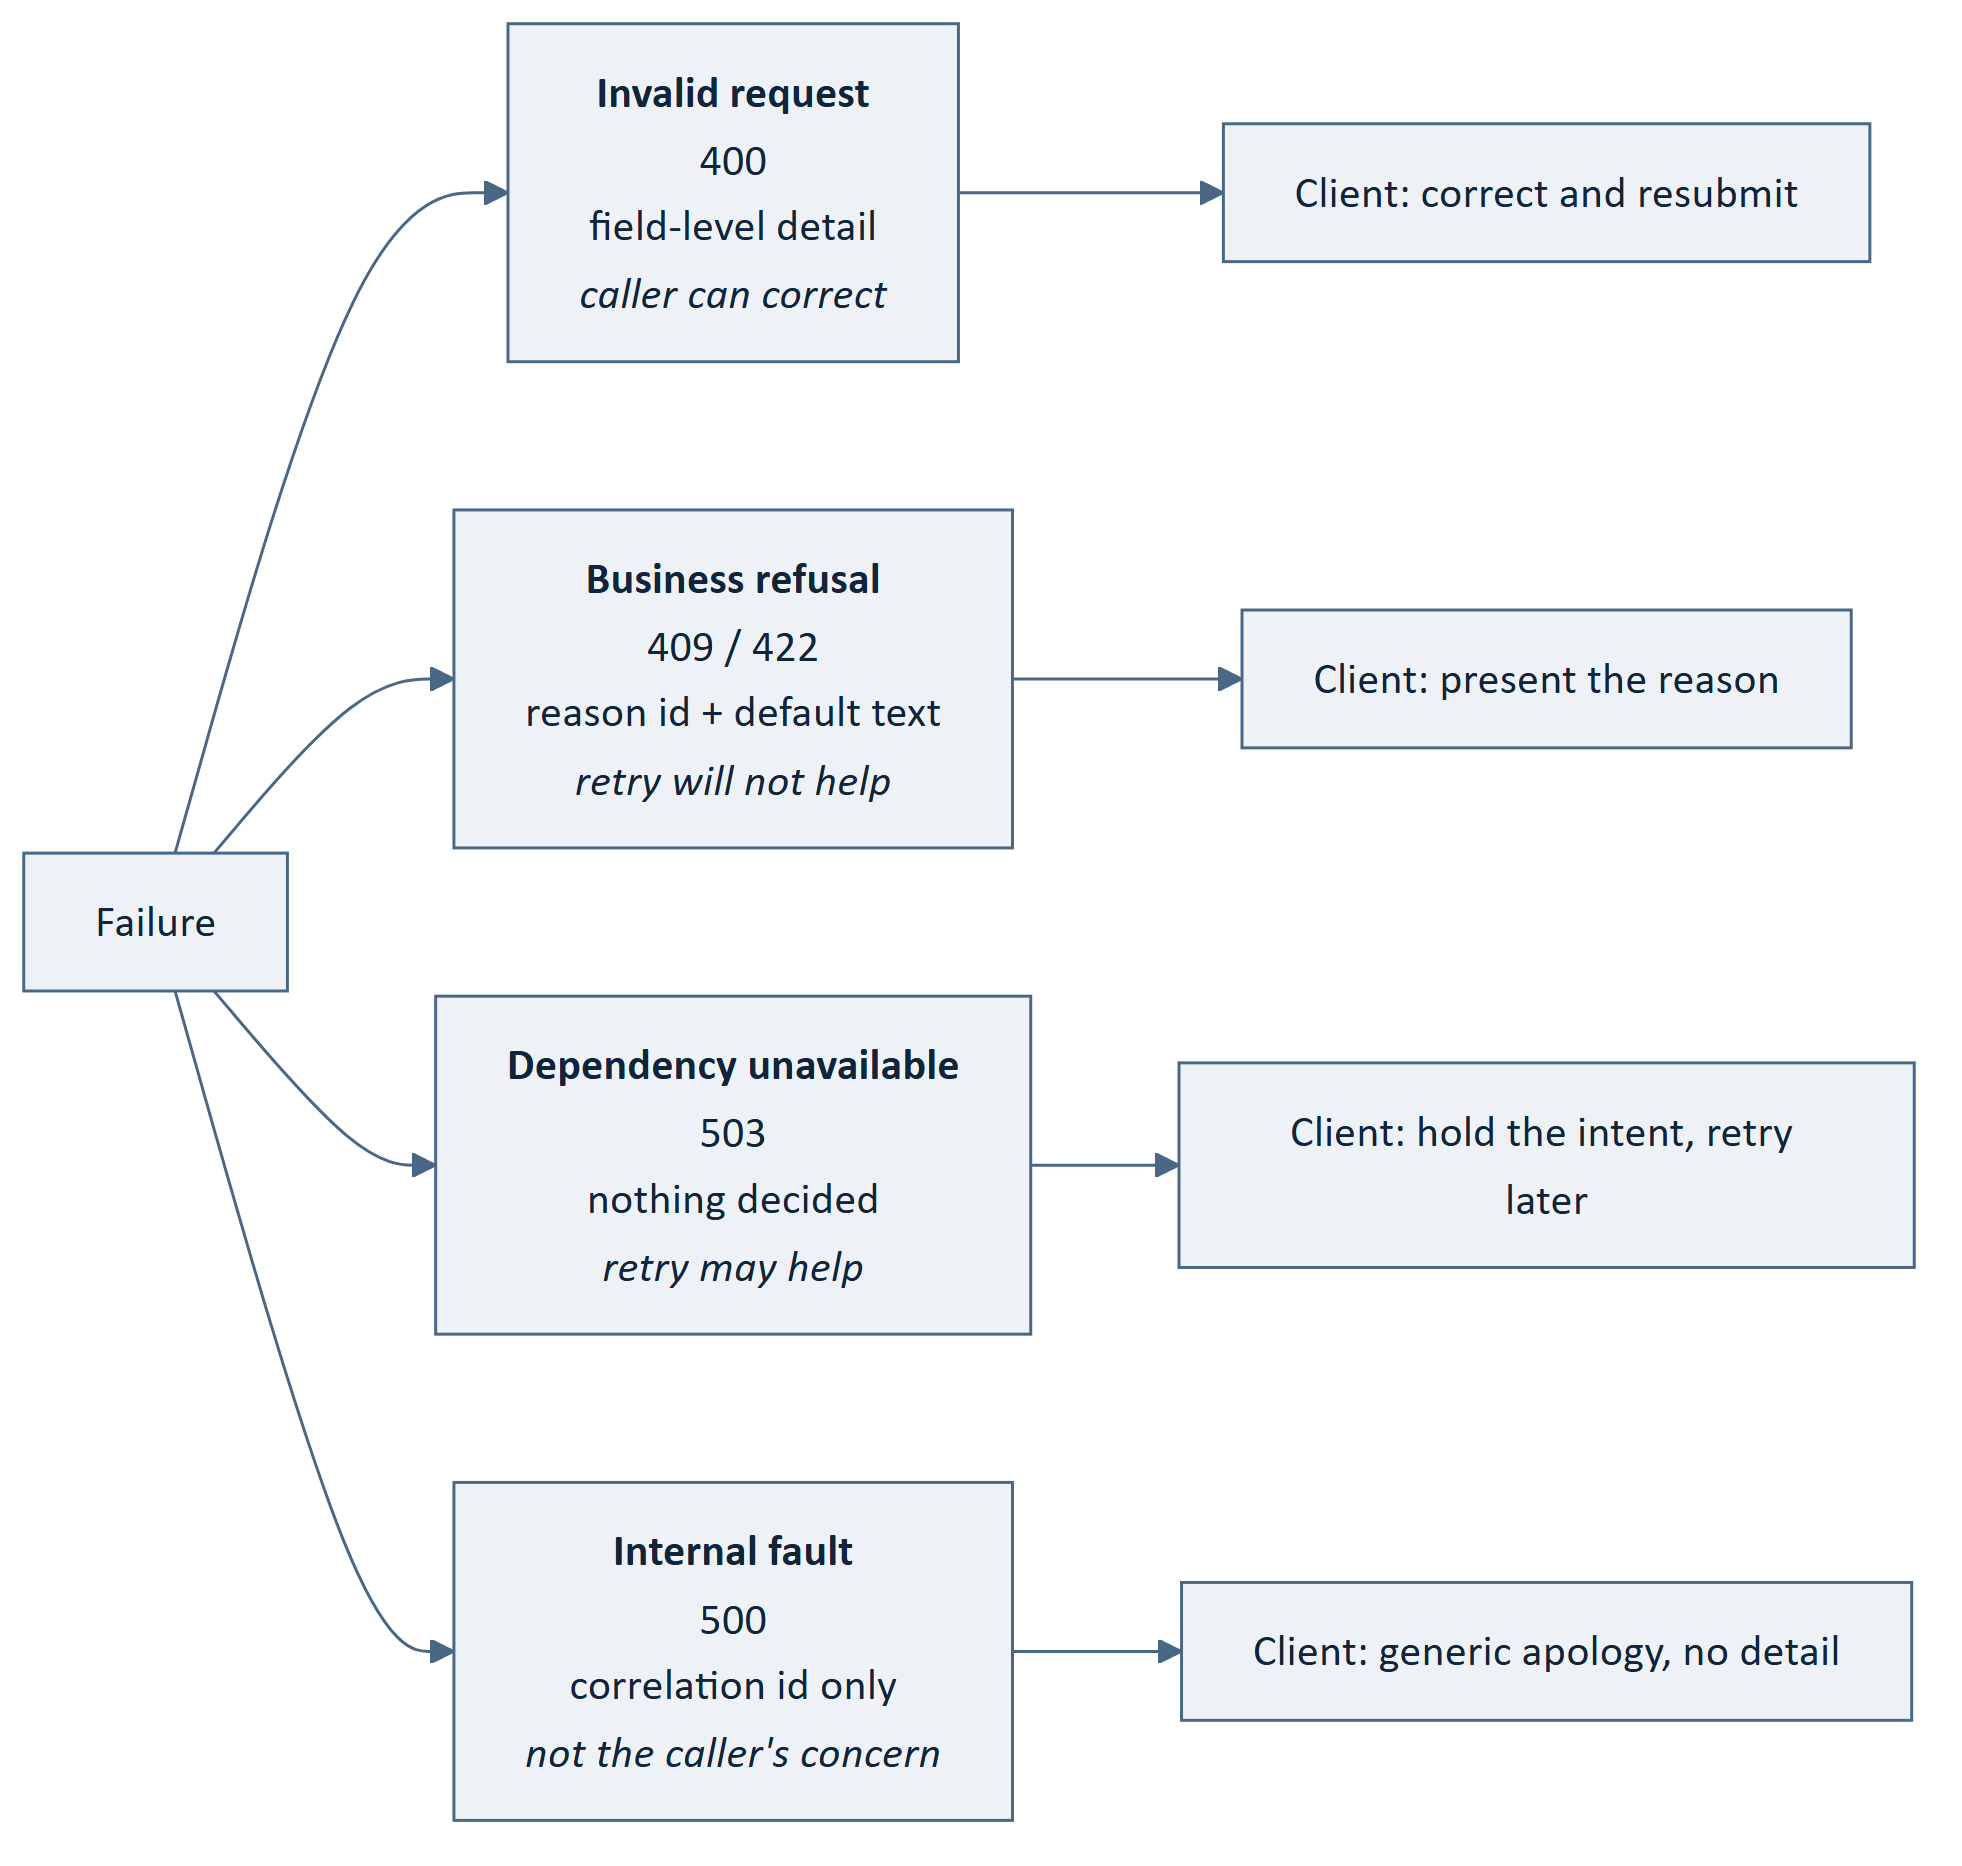 Invalid request
400
field-level detail
caller can correct
Client: correct and resubmit
Business refusal
409 / 422
reason id + default text
retry will not help
Client: present the reason
Failure
Dependency unavailable
503
nothing decided
retry may help
Client: hold the intent, retry
later
Internal fault
500
correlation id only
not the caller's concern
Client: generic apology, no detail